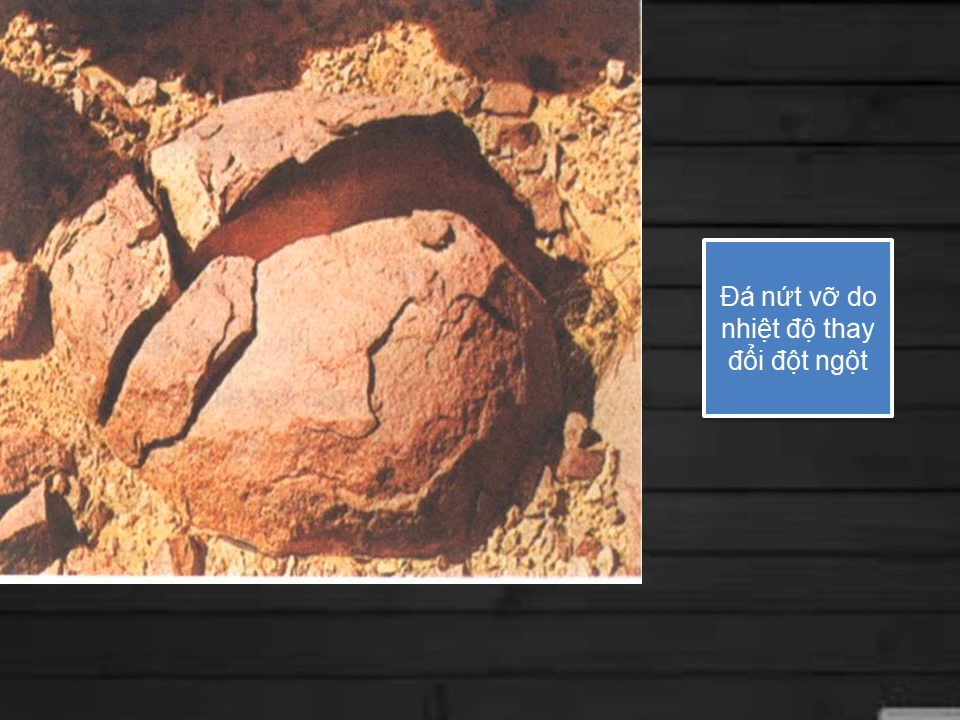 Đá nứt vỡ do
nhiệt độ thay
đổi đột ngột